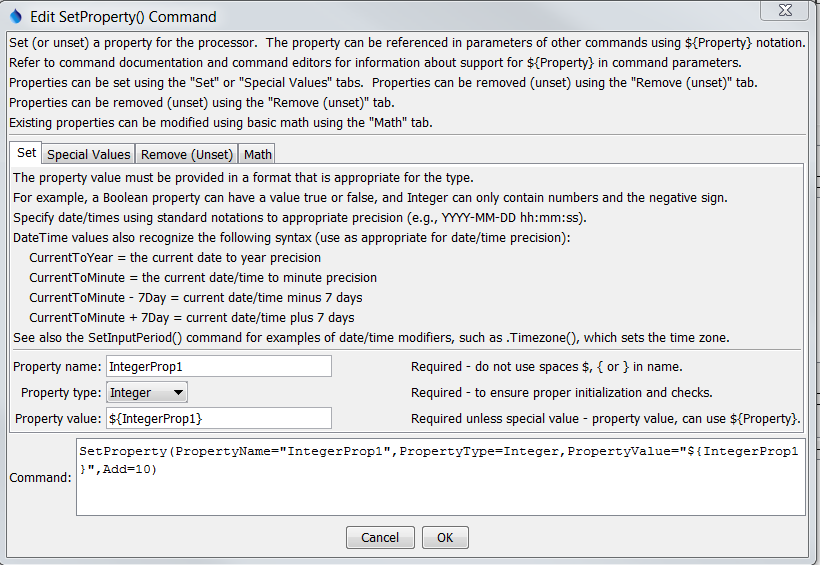 Edit SetProperty() Command
Set (or unset) a property for the processor.  The property can be referenced in parameters of other commands using ${Property} notation.
Refer to command documentation and command editors for information about support for ${Property} in command parameters.
Properties can be set using the "Set" or "Special Values" tabs.  Properties can be removed (unset) using the "Remove (unset)" tab.
Properties can be removed (unset) using the "Remove (unset)" tab.
Existing properties can be modified using basic math using the "Math" tab.
Set Special Values Remove (Unset) Math
The property value must be provided in a format that is appropriate for the type.
For example, a Boolean property can have a value true or false, and Integer can only contain numbers and the negative sign.
Specify date/times using standard notations to appropriate precision (e.g., YYYY-MM-DD hh:mm:ss).
DateTime values also recognize the following syntax (use as appropriate for date/time precision):
CurrentToYear = the current date to year precision
CurrentToMinute = the current date/time to minute precision
CurrentToMinute - 7Day = current date/time minus 7 days
CurrentToMinute + 7Day = current date/time plus 7 days
See also the SetInputPeriod() command for examples of date/time modifiers, such as .Timezone(), which sets the time zone.
Property name: IntegerProp1 Required - do not use spaces $, { or } in name.
Property type: Integer Required - to ensure proper initialization and checks.
Property value: ${IntegerProp1} Required unless special value - property value, can use ${Property}.
SetProperty(PropertyName="IntegerProp1",PropertyType=Integer,PropertyValue="${IntegerProp1
Command: }",Add=10)
Cancel OK